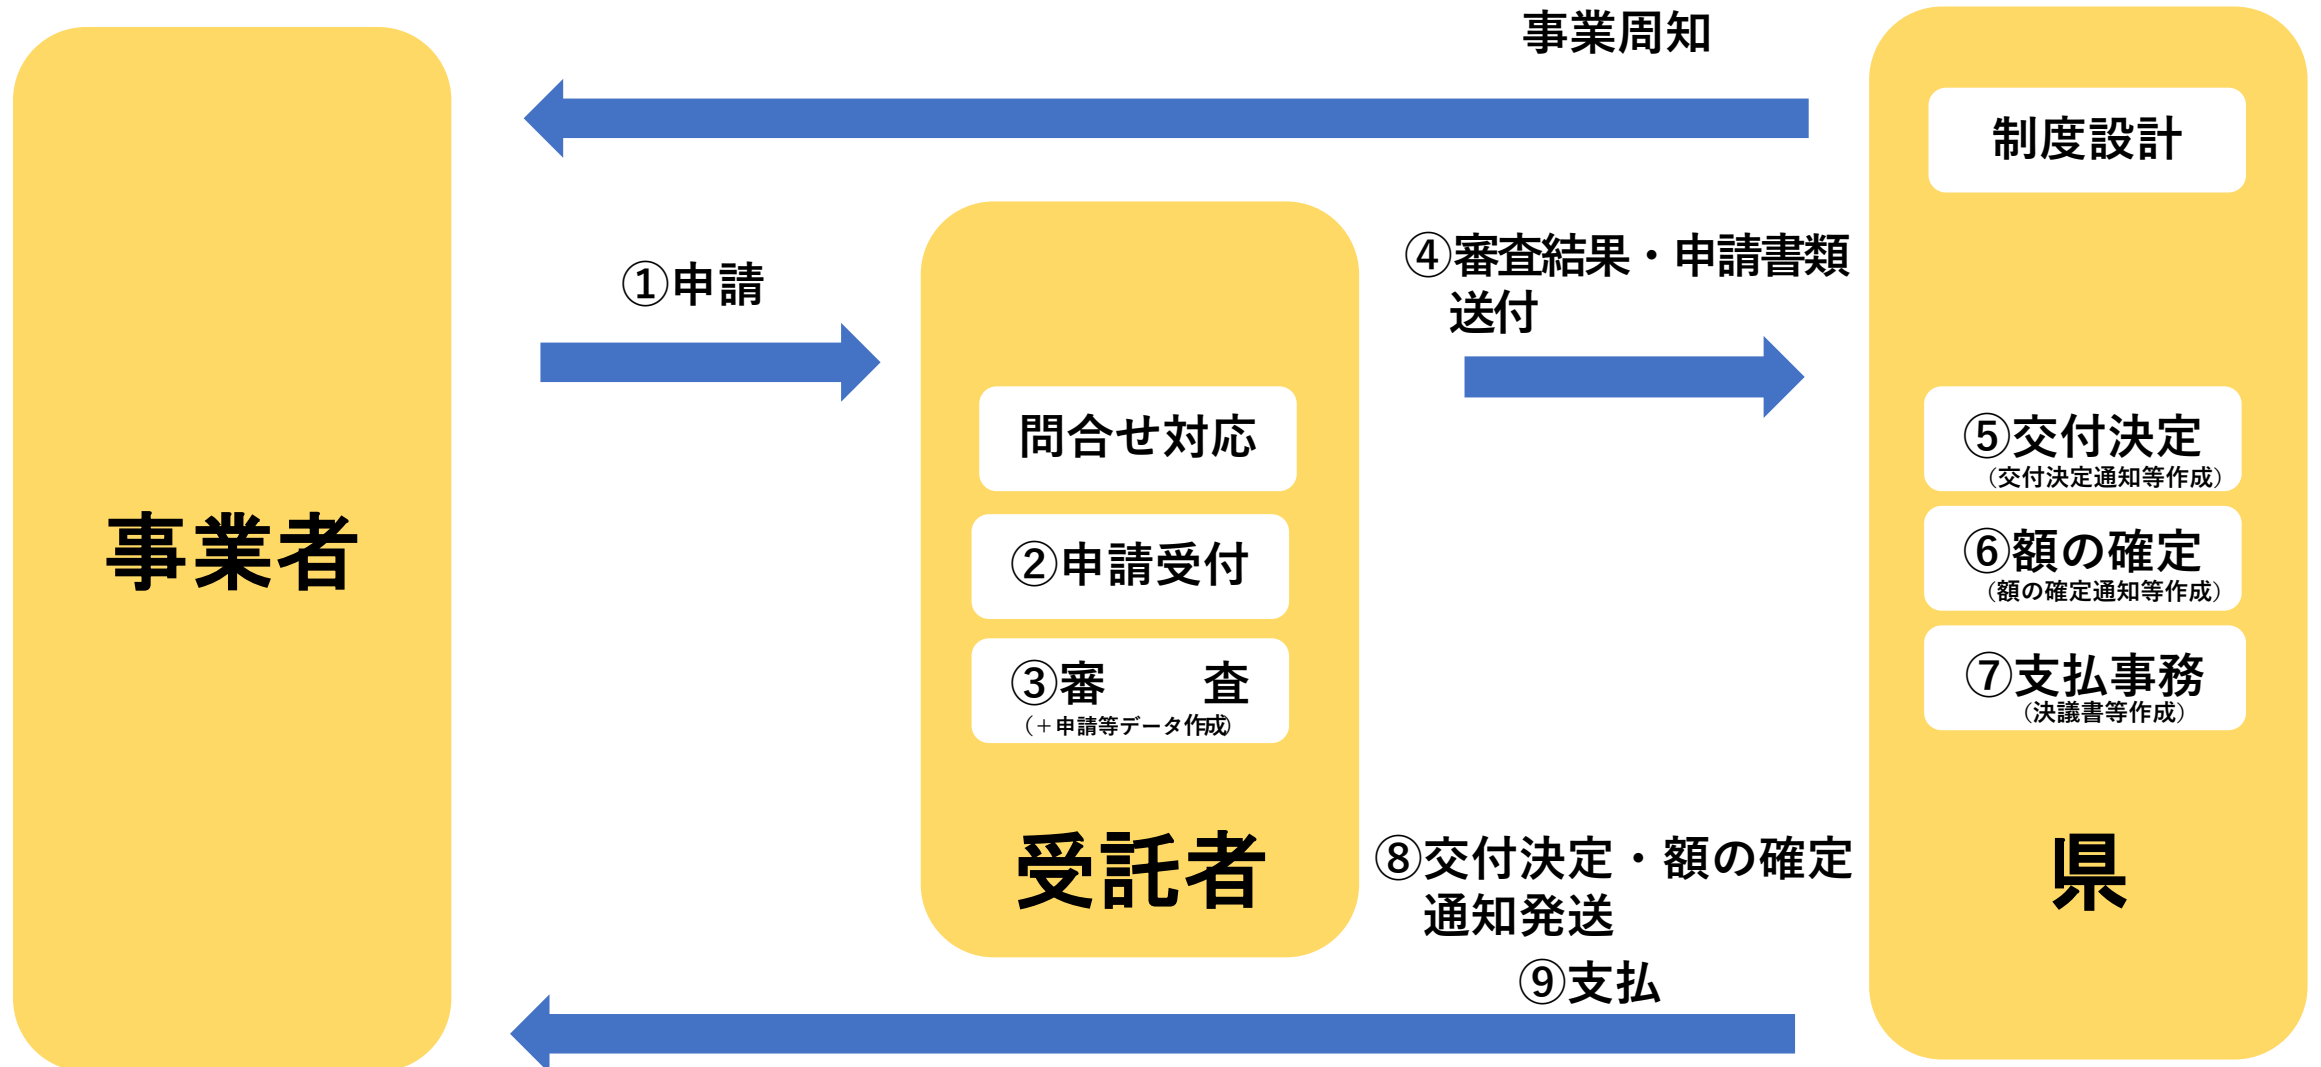 事業周知
制度設計
①申請
④審査結果・申請書類
送付
問合せ対応
②申請受付
③審　　査
（＋申請等データ作成）
⑤交付決定
（交付決定通知等作成）
⑥額の確定
（額の確定通知等作成）
⑦支払事務
（決議書等作成）
事業者
受託者
県
⑧交付決定・額の確定
通知発送
⑨支払